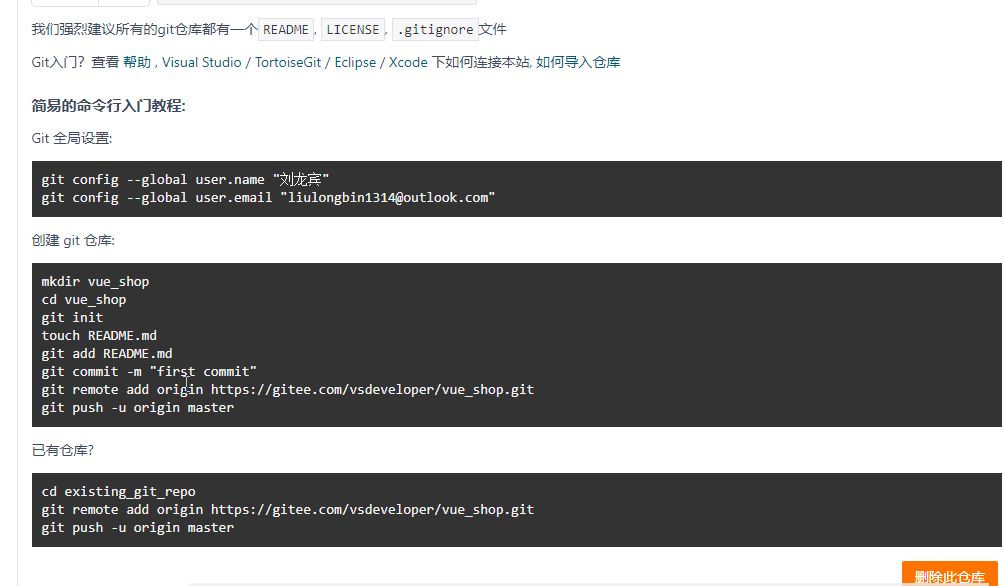 我们强烈建议所有的git仓库都有一个 README , LICENSE , .gitignore 文件
Git入门？查看 帮助 , Visual Studio / TortoiseGit / Eclipse / Xcode 下如何连接本站, 如何导入仓库
简易的命令行入门教程:
Git 全局设置:
git config --global user.name "刘龙宾"
git config --global user.email "liulongbin1314@outlook.com"
创建 git 仓库:
mkdir vue_shop
cd vue_shop
git init
touch README.md
git add README.md
git commit -m "first commit"
git remote add origin https://gitee.com/vsdeveloper/vue_shop.git
git push -u origin master
已有仓库?
cd existing_git_repo
git remote add origin https://gitee.com/vsdeveloper/vue_shop.git
git push -u origin master
删除此仓库